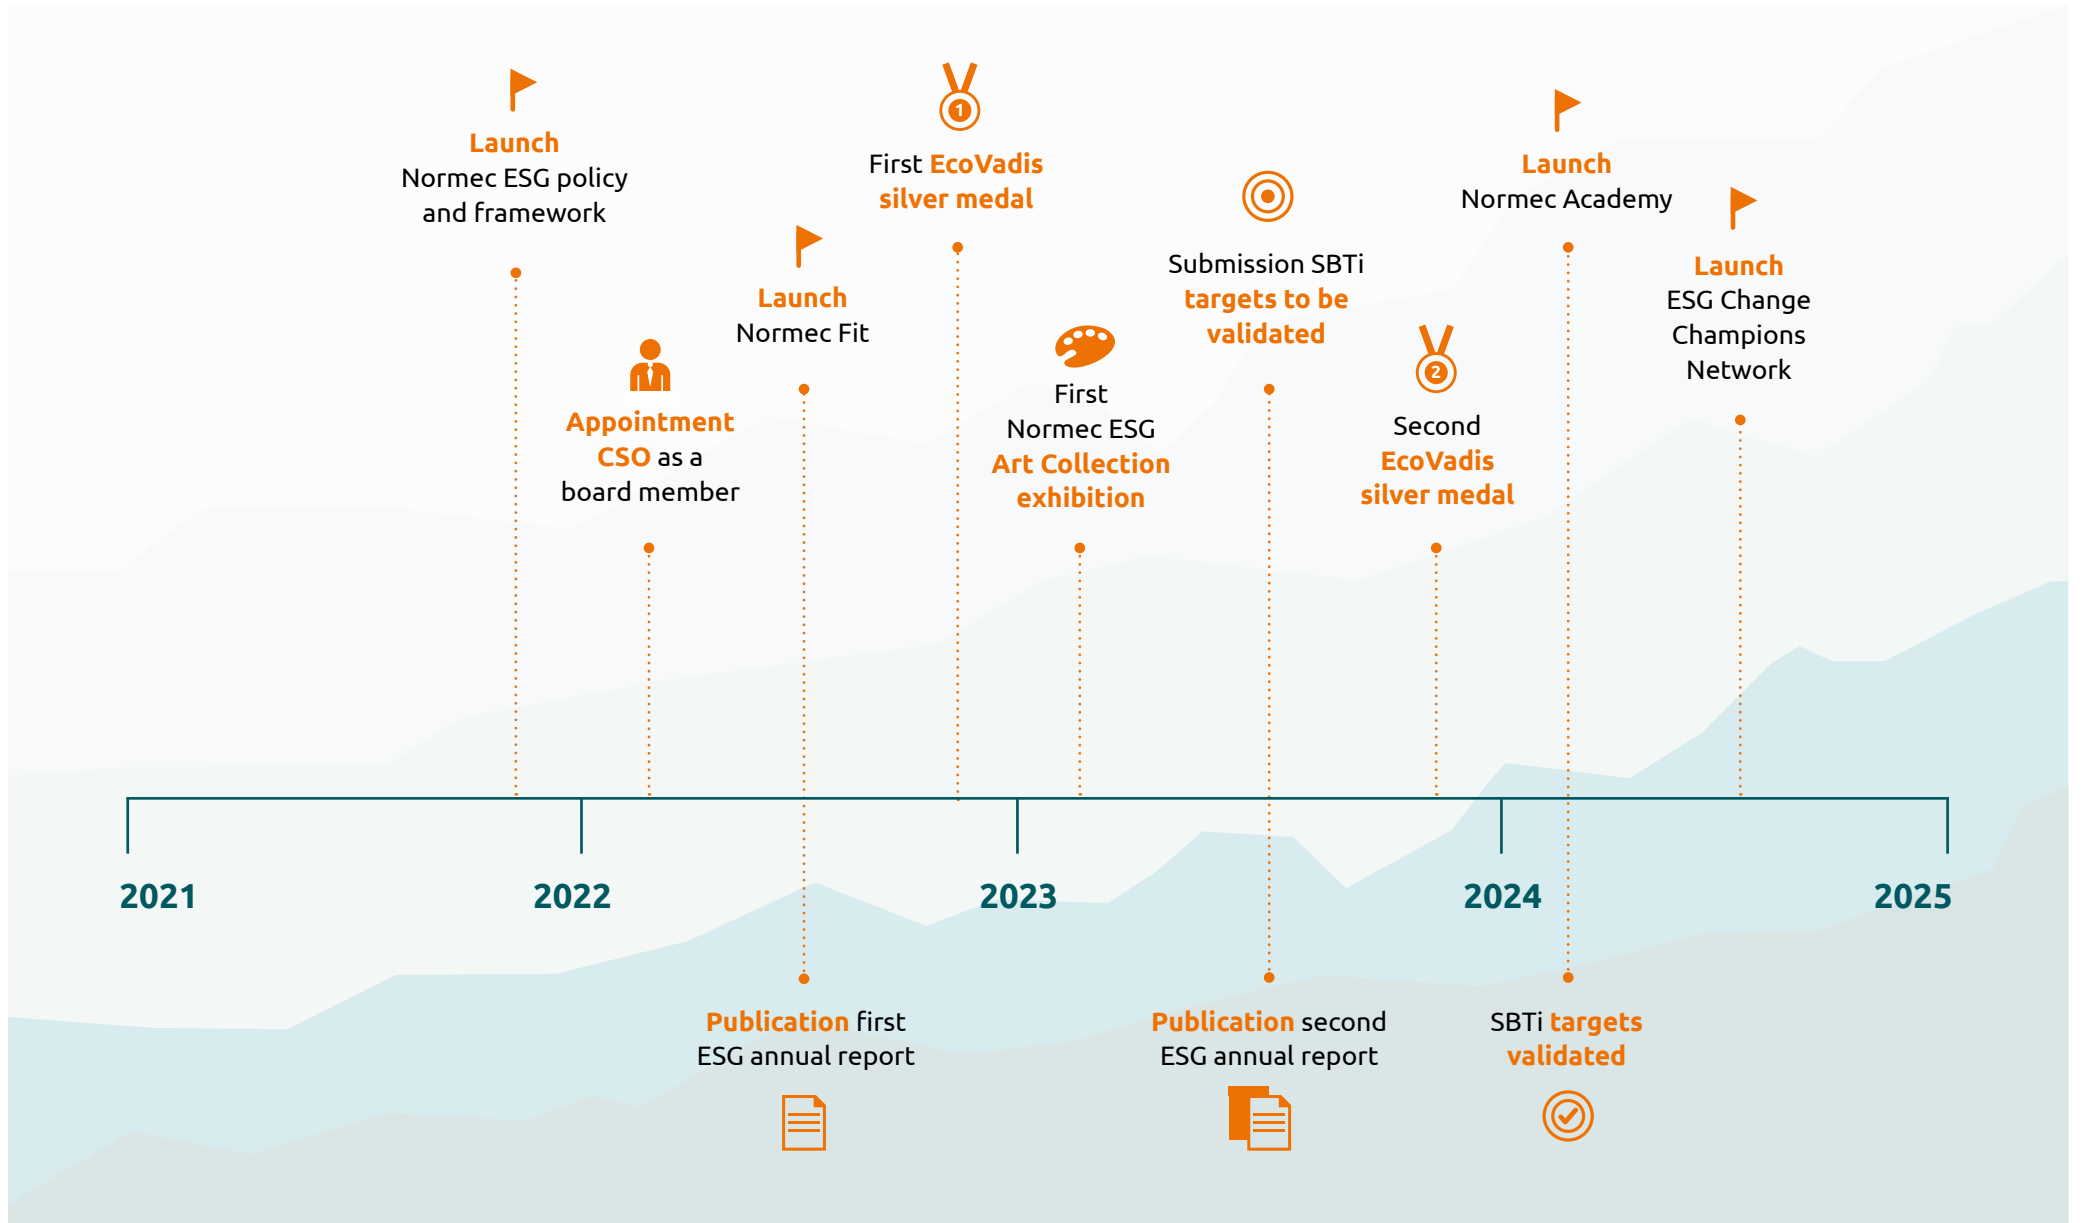 Launch
Normec ESG policy
and framework
Appointment
CSO as a
board member
Launch
Normec Fit
1
First EcoVadis
silver medal
First
Normec ESG
Art Collection
exhibition
Submission SBTi
targets to be
validated
2
Second
EcoVadis
silver medal
Launch
Normec Academy
Launch
ESG Change
Champions
Network
2021
2022
2023
2024
2025
Publication first
ESG annual report
Publication second
ESG annual report
SBTi targets
validated